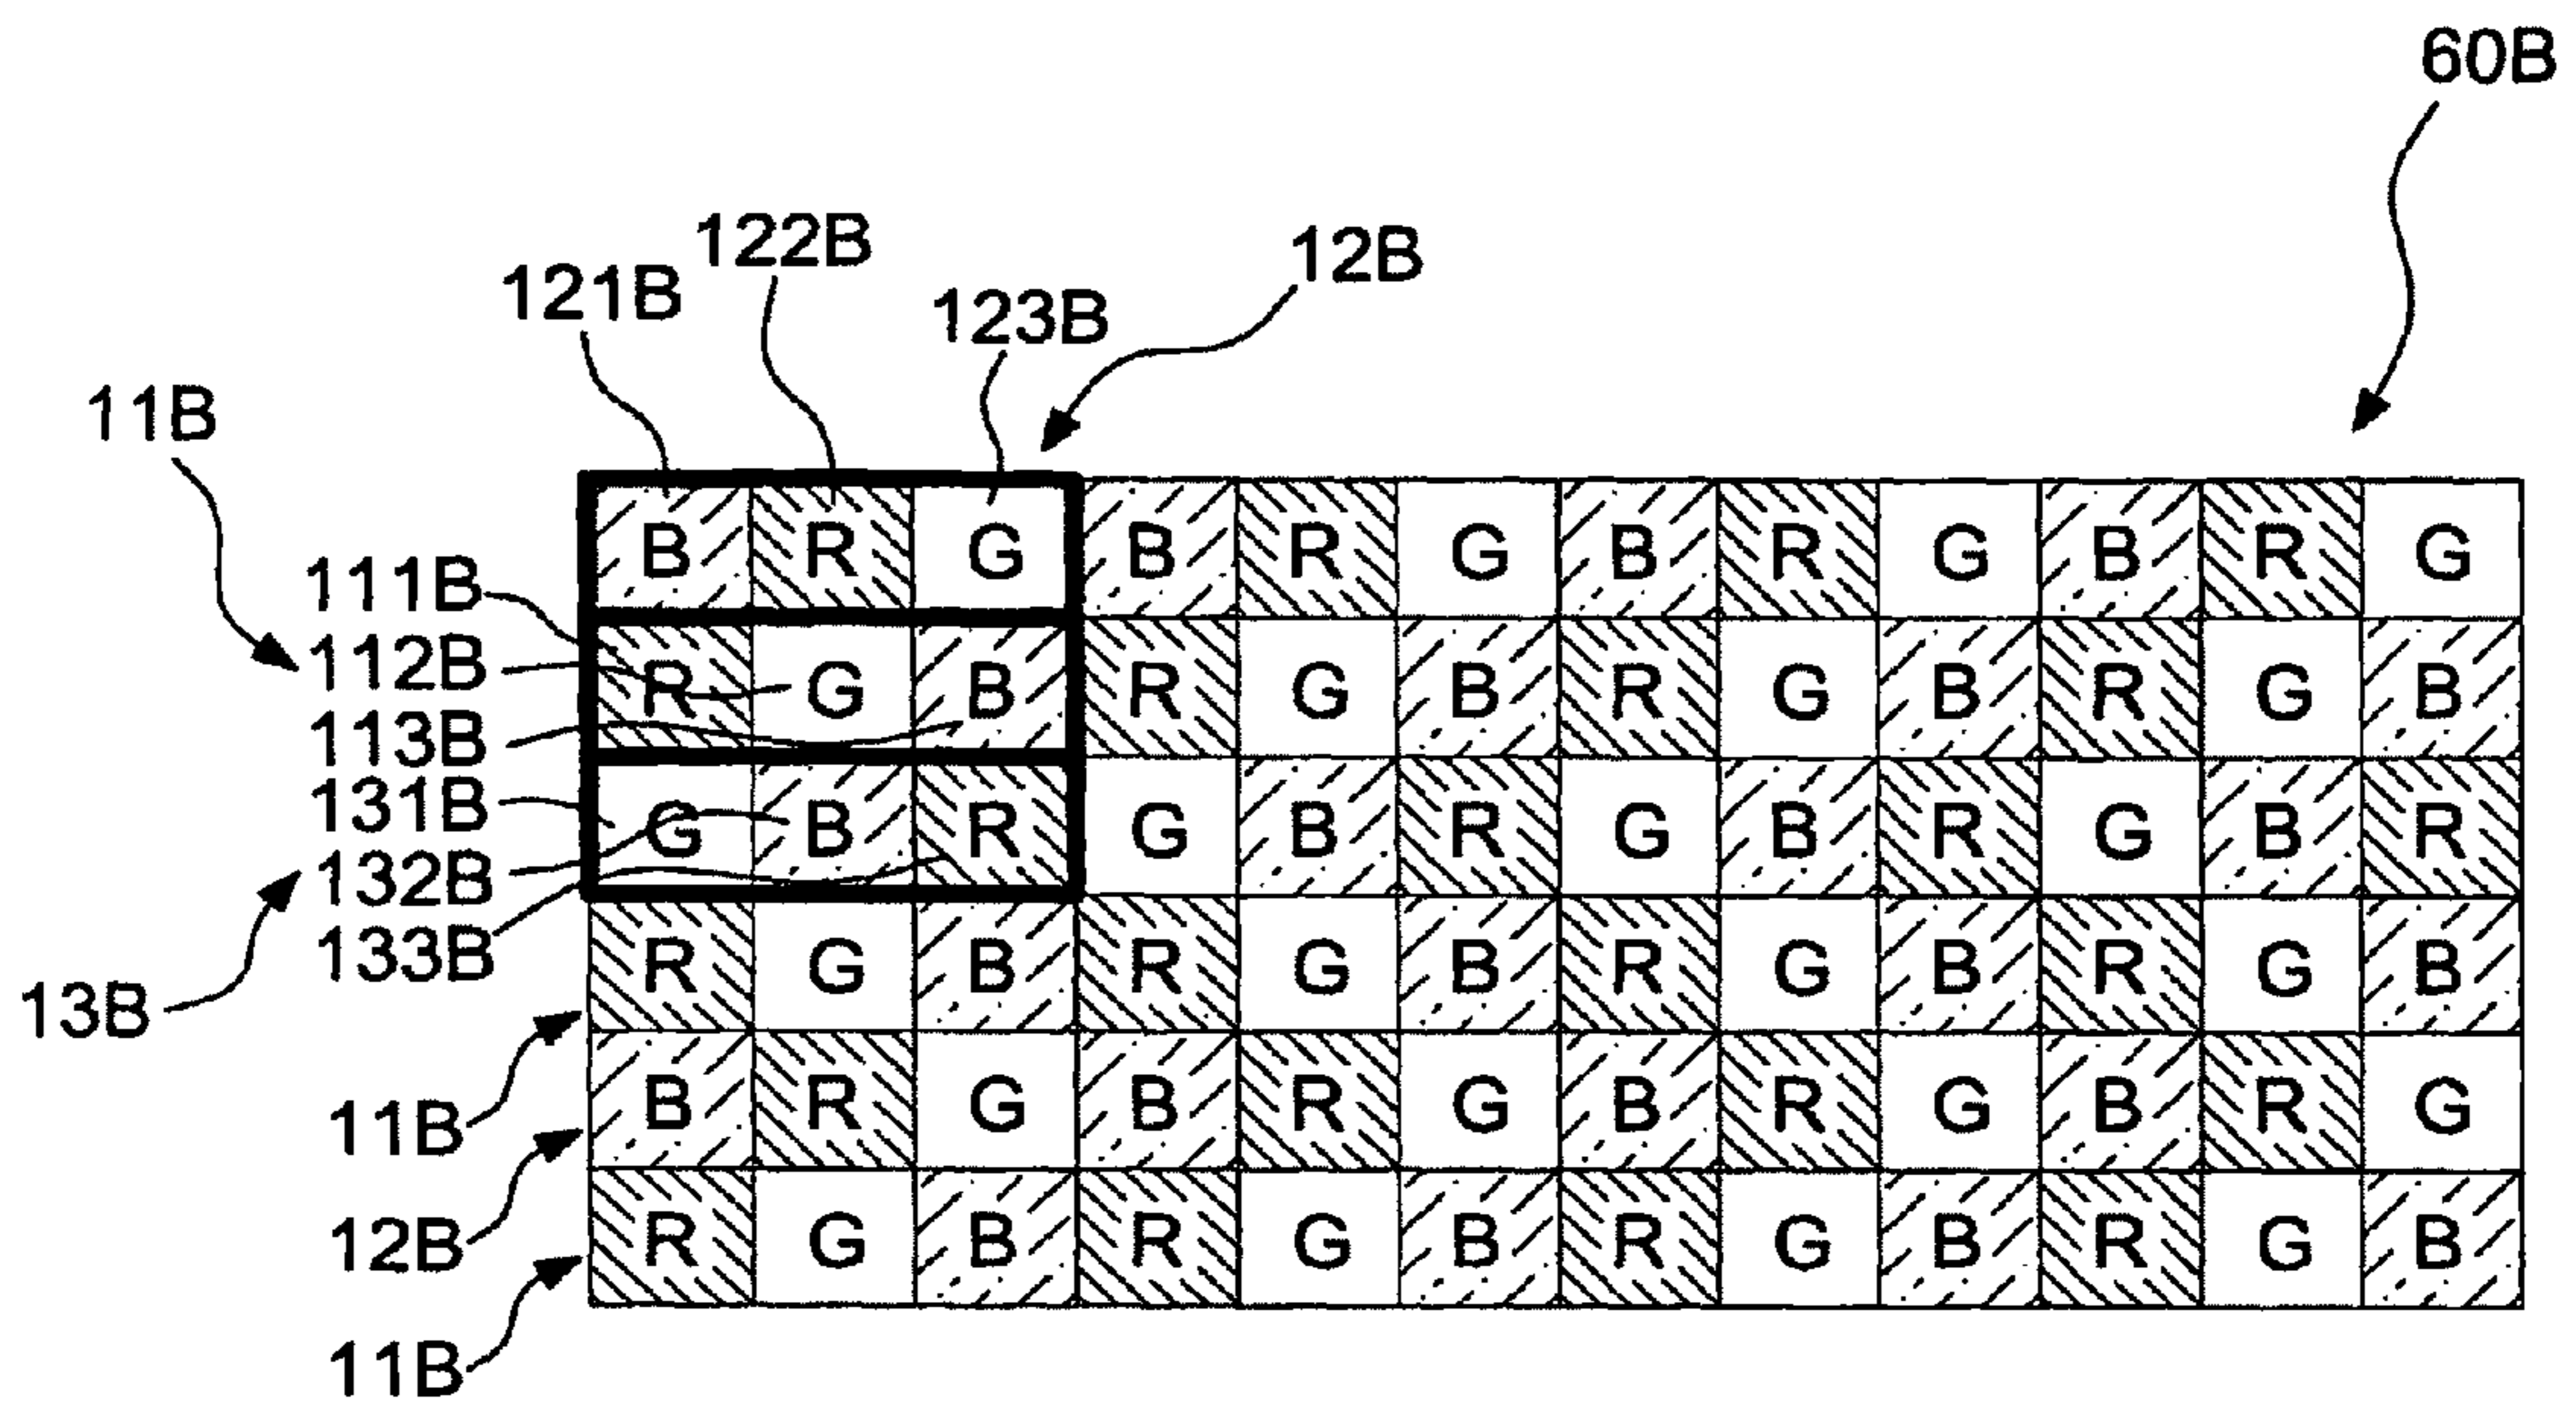 60B
122B
12B
121B
123B
11B
B R G B R G B R G B R G
111B
112B
R G B R G B R G B R G B
113B
131B
G B R G B R G B R G B R
132B
133B
R G B R G B R G B R G B
13B
B R G B R G B R G B R G
11B
12B
R G B R G B R G B R G B
11B